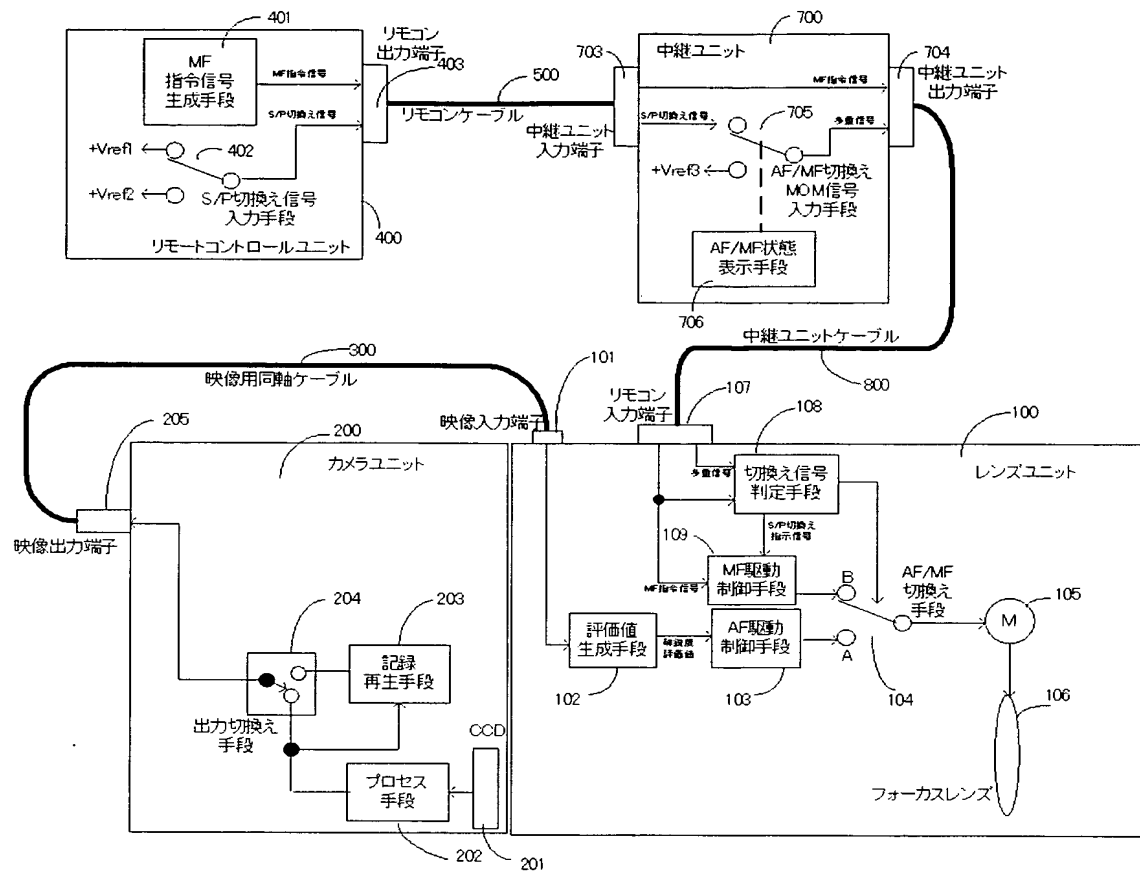 401
MF
指令信号
生成手段
MF指令信号
S/P切換え信号
+Vref1
+Vref2
402
S/P切換え信号
入力手段
リモートコントロールユニット
400
リモコン
出力端子
403
500
リモコンケーブル
700
中継ユニット
703
704
中継ユニット
出力端子
中継ユニット
入力端子
MF指令信号
S/P切換え信号
705
多重信号
+Vref3
AF/MF切換え
MOM信号
入力手段
AF/MF状態
表示手段
706
中継ユニットケーブル
800
300
映像用同軸ケーブル
101
映像入力端子
リモコン
入力端子
107
205
映像出力端子
200
カメラユニット
204
出力切換え
手段
203
記録
再生手段
CCD
プロセス
手段
202
201
108
100
レンズユニット
多重信号
切換え信号
判定手段
S/P切換え
指示信号
109
MF指令信号
MF駆動
制御手段
B
AF/MF
切換え
手段
105
M
評価値
生成手段
102
先鋭度
評価値
AF駆動
制御手段
103
A
104
106
フォーカスレンズ